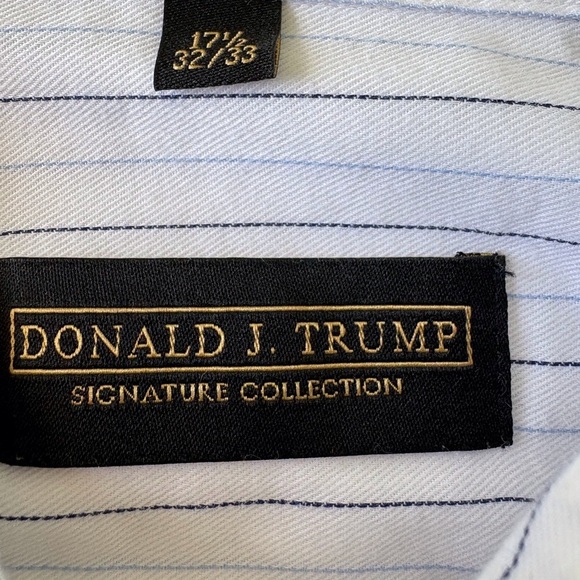 17½
32/33
DONALD J. TRUMP
SIGNATURE COLLECTION